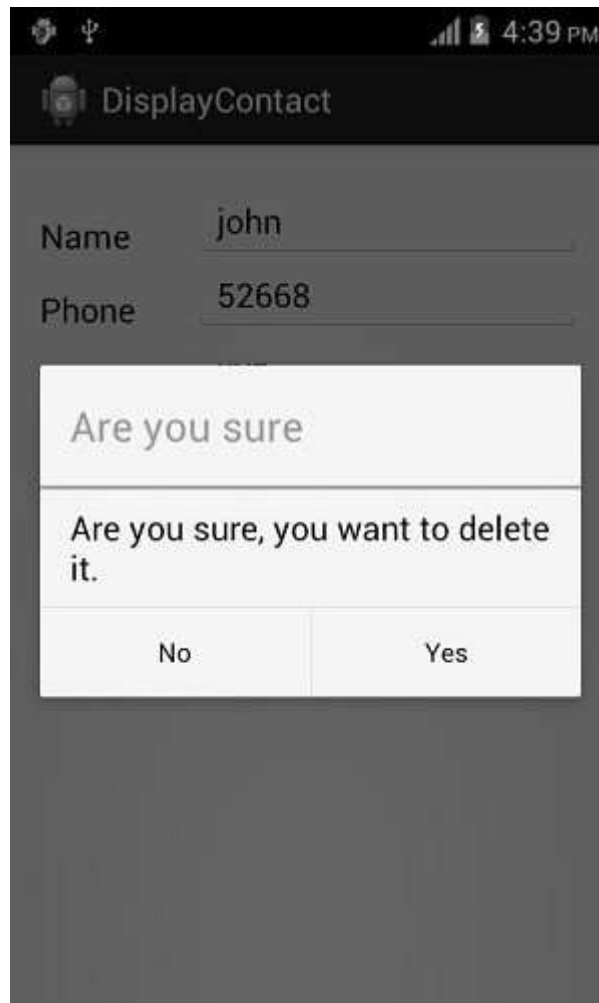 4:39 PM
DisplayContact
Name john
Phone 52668
Are you sure
Are you sure, you want to delete
it.
No Yes